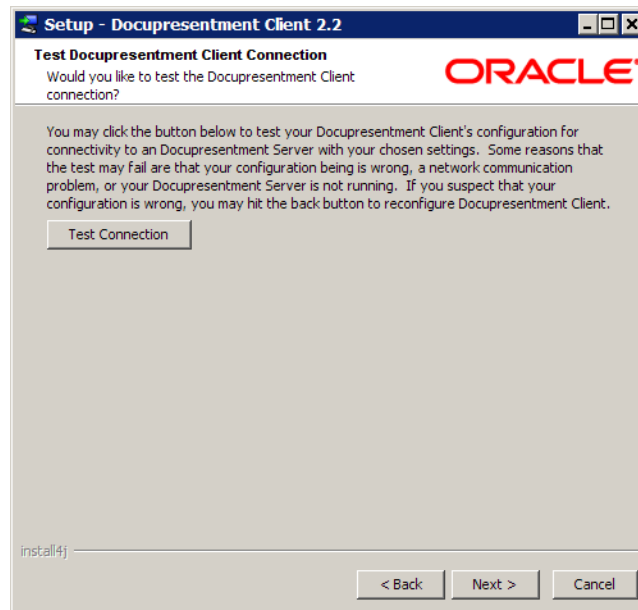 Setup - Docupresentment Client 2.2
Test Docupresentment Client Connection
Would you like to test the Docupresentment Client
connection?
ORACLE
You may click the button below to test your Docupresentment Client's configuration for
connectivity to an Docupresentment Server with your chosen settings.  Some reasons that
the test may fail are that your configuration being is wrong, a network communication
problem, or your Docupresentment Server is not running.  If you suspect that your
configuration is wrong, you may hit the back button to reconfigure Docupresentment Client.
Test Connection
install4j
< Back
Next >
Cancel